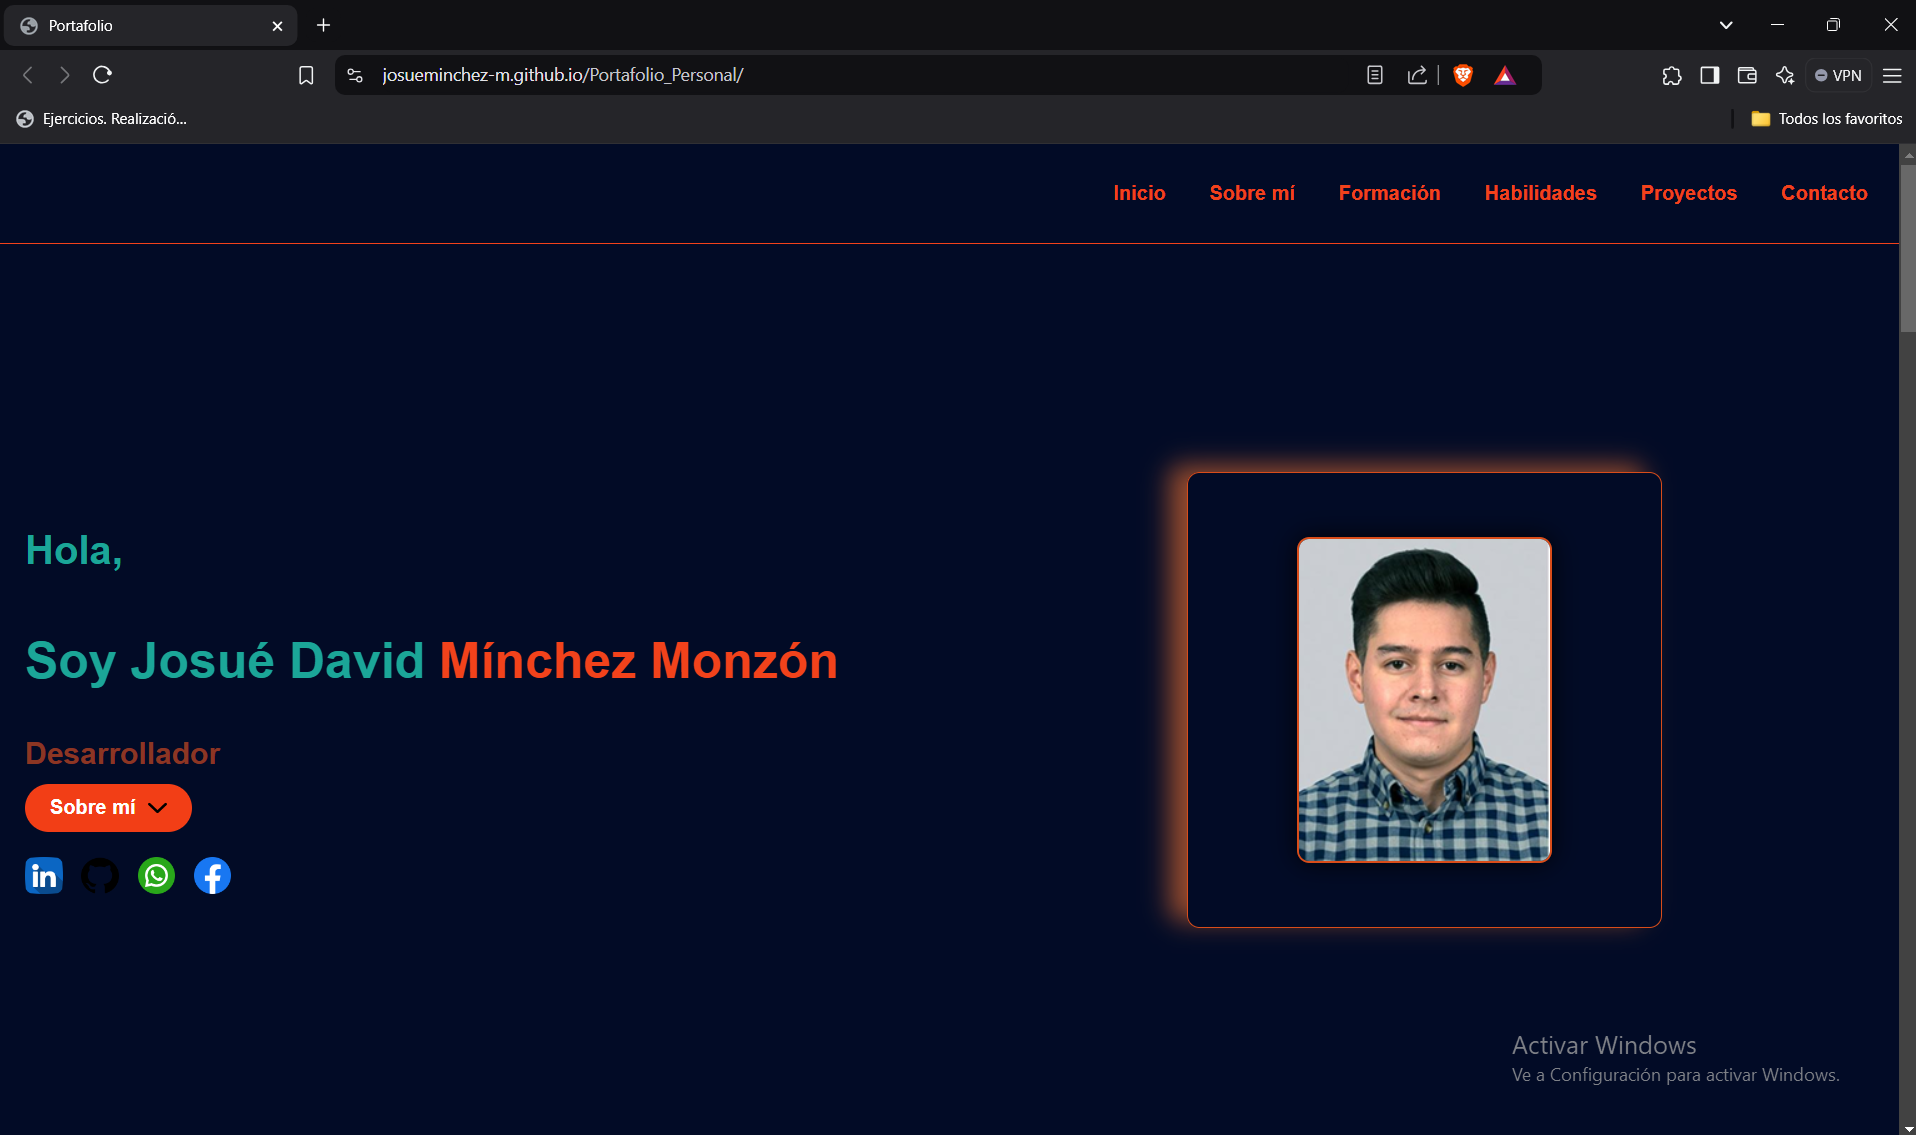 Portafolio
josueminchez-m.github.io/Portafolio_Personal/
VPN
Ejercicios. Realizació...
Todos los favoritos
Inicio Sobre mí Formación Habilidades Proyectos Contacto
Hola,
Soy Josué David Mínchez Monzón
Desarrollador
Sobre mí
in
Activar Windows
Ve a Configuración para activar Windows.